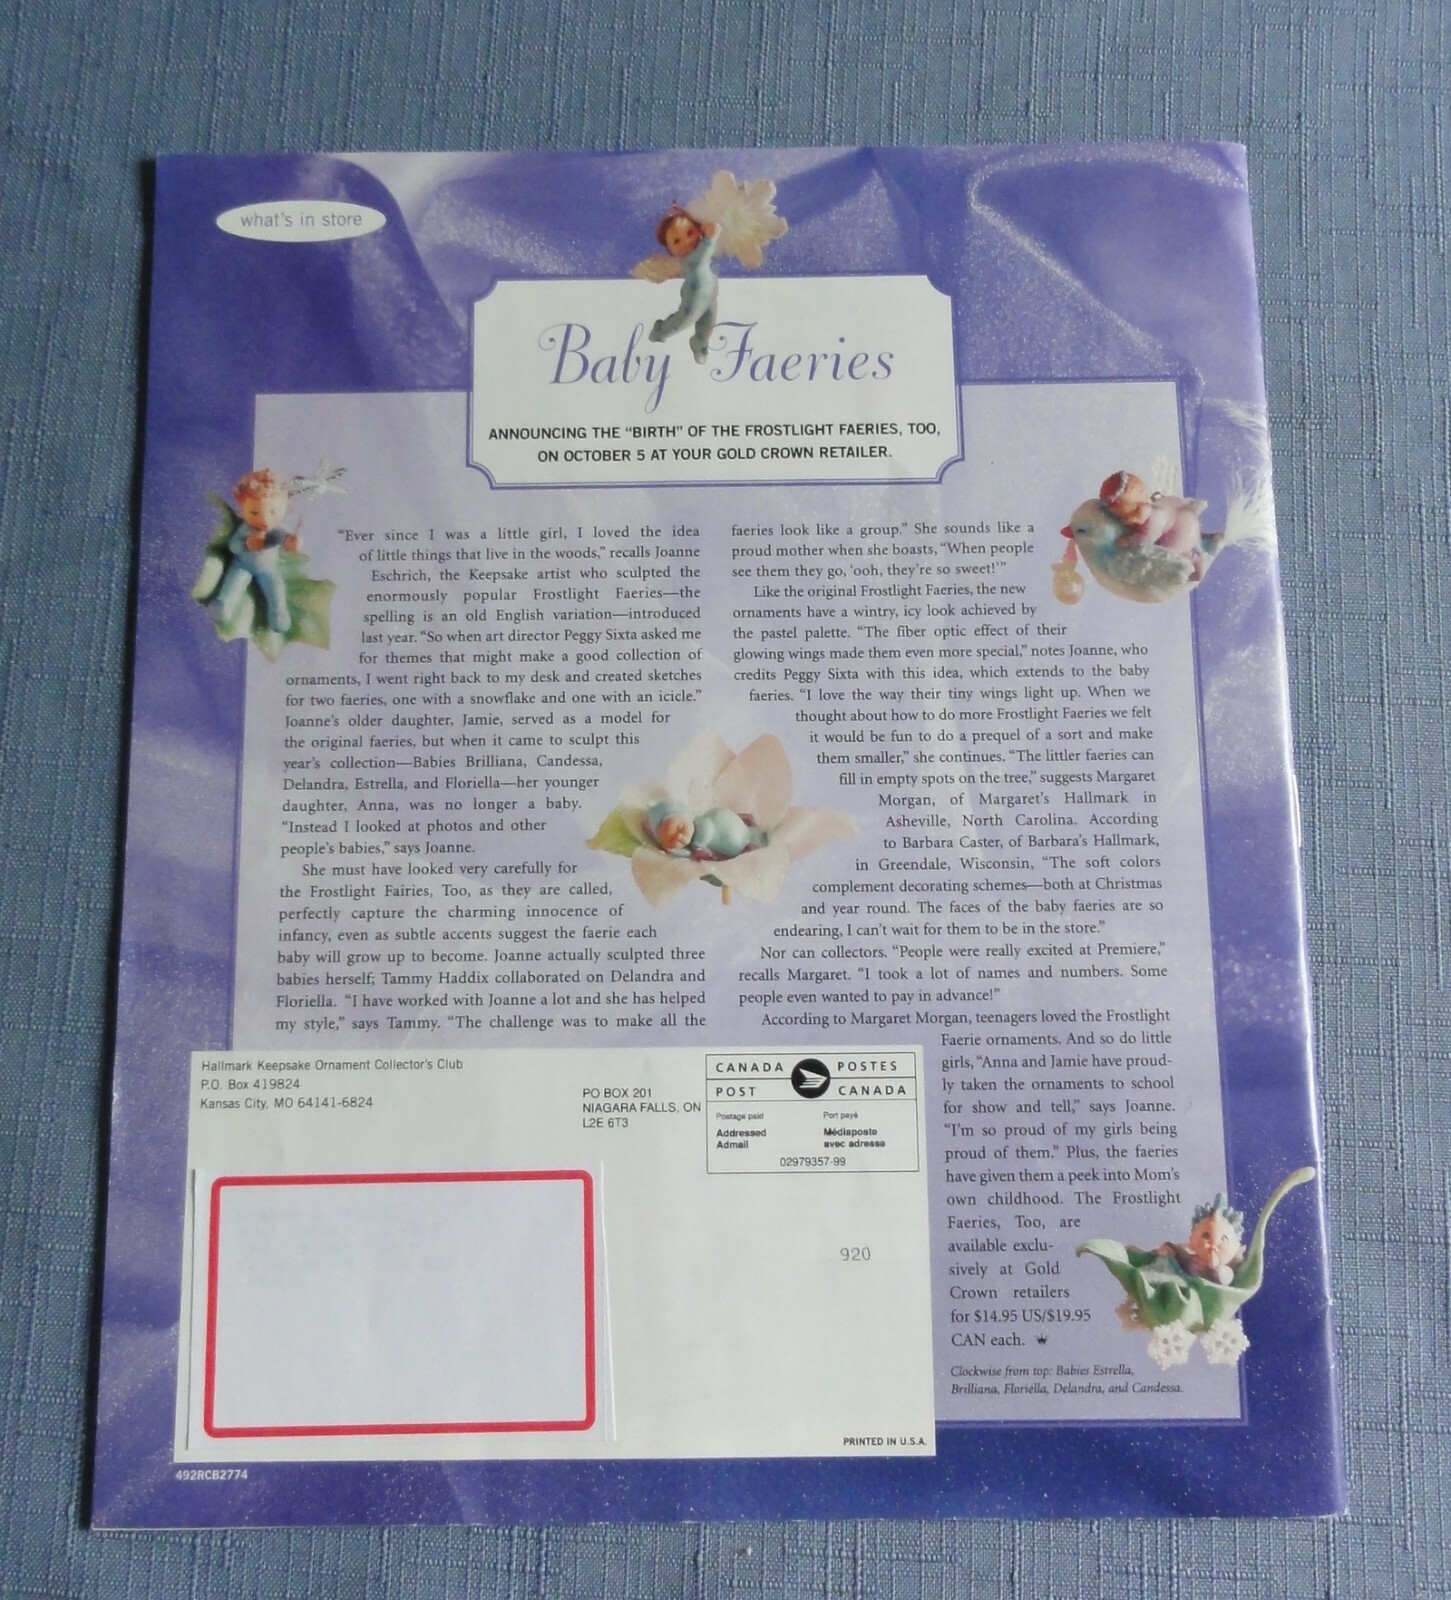 what's in store
Baby Faeries
ANNOUNCING THE “BIRTH” OF THE FROSTLIGHT FAERIES, TOO,
ON OCTOBER 5 AT YOUR GOLD CROWN RETAILER.
“Ever since I was a little girl, I loved the idea
of little things that live in the woods,” recalls Joanne
Eschrich, the Keepsake artist who sculpted the
enormously popular Frostlight Faeries—the
spelling is an old English variation—introduced
last year. “So when art director Peggy Sixta asked me
for themes that might make a good collection of
ornaments, I went right back to my desk and created sketches
for two faeries, one with a snowflake and one with an icicle.”
Joanne's older daughter, Jamie, served as a model for
the original faeries, but when it came to sculpt this
year's collection—Babies Brilliana, Candessa,
Delandra, Estrella, and Floriella—her younger
daughter, Anna, was no longer a baby.
“Instead I looked at photos and other
people's babies,” says Joanne.
She must have looked very carefully for
the Frostlight Fairies, Too, as they are called,
perfectly capture the charming innocence of
infancy, even as subtle accents suggest the faerie each
baby will grow up to become. Joanne actually sculpted three
babies herself; Tammy Haddix collaborated on Delandra and
Floriella. “I have worked with Joanne a lot and she has helped
my style,” says Tammy. “The challenge was to make all the
faeries look like a group.” She sounds like a
proud mother when she boasts, “When people
see them they go, ‘ooh, they're so sweet!’”
Like the original Frostlight Faeries, the new
ornaments have a wintry, icy look achieved by
the pastel palette. “The fiber optic effect of their
glowing wings made them even more special,” notes Joanne, who
credits Peggy Sixta with this idea, which extends to the baby
faeries. “I love the way their tiny wings light up. When we
thought about how to do more Frostlight Faeries we felt
it would be fun to do a prequel of a sort and make
them smaller,” she continues. “The littler faeries can
fill in empty spots on the tree,” suggests Margaret
Morgan, of Margaret's Hallmark in
Asheville, North Carolina. According
to Barbara Caster, of Barbara's Hallmark,
in Greendale, Wisconsin, “The soft colors
complement decorating schemes—both at Christmas
and year round. The faces of the baby faeries are so
endearing, I can't wait for them to be in the store.”
Nor can collectors. “People were really excited at Premiere,”
recalls Margaret. “I took a lot of names and numbers. Some
people even wanted to pay in advance!”
According to Margaret Morgan, teenagers loved the Frostlight
Faerie ornaments. And so do little
girls, “Anna and Jamie have proud-
ly taken the ornaments to school
for show and tell,” says Joanne.
“I'm so proud of my girls being
proud of them.” Plus, the faeries
have given them a peek into Mom's
own childhood. The Frostlight
Faeries, Too, are
available exclu-
sively at Gold
Crown retailers
for $14.95 US/$19.95
CAN each.
Clockwise from top: Babies Estrella,
Brilliana, Floriella, Delandra, and Candessa.
Hallmark Keepsake Ornament Collector's Club
P.O. Box 419824
Kansas City, MO 64141-6824
PO BOX 201
NIAGARA FALLS, ON
L2E 6T3
CANADA POSTES
POST CANADA
Postage paid Port payé
Addressed Médiaposte
Admail avec adresse
02979357-99
920
PRINTED IN U.S.A.
492RCB2774